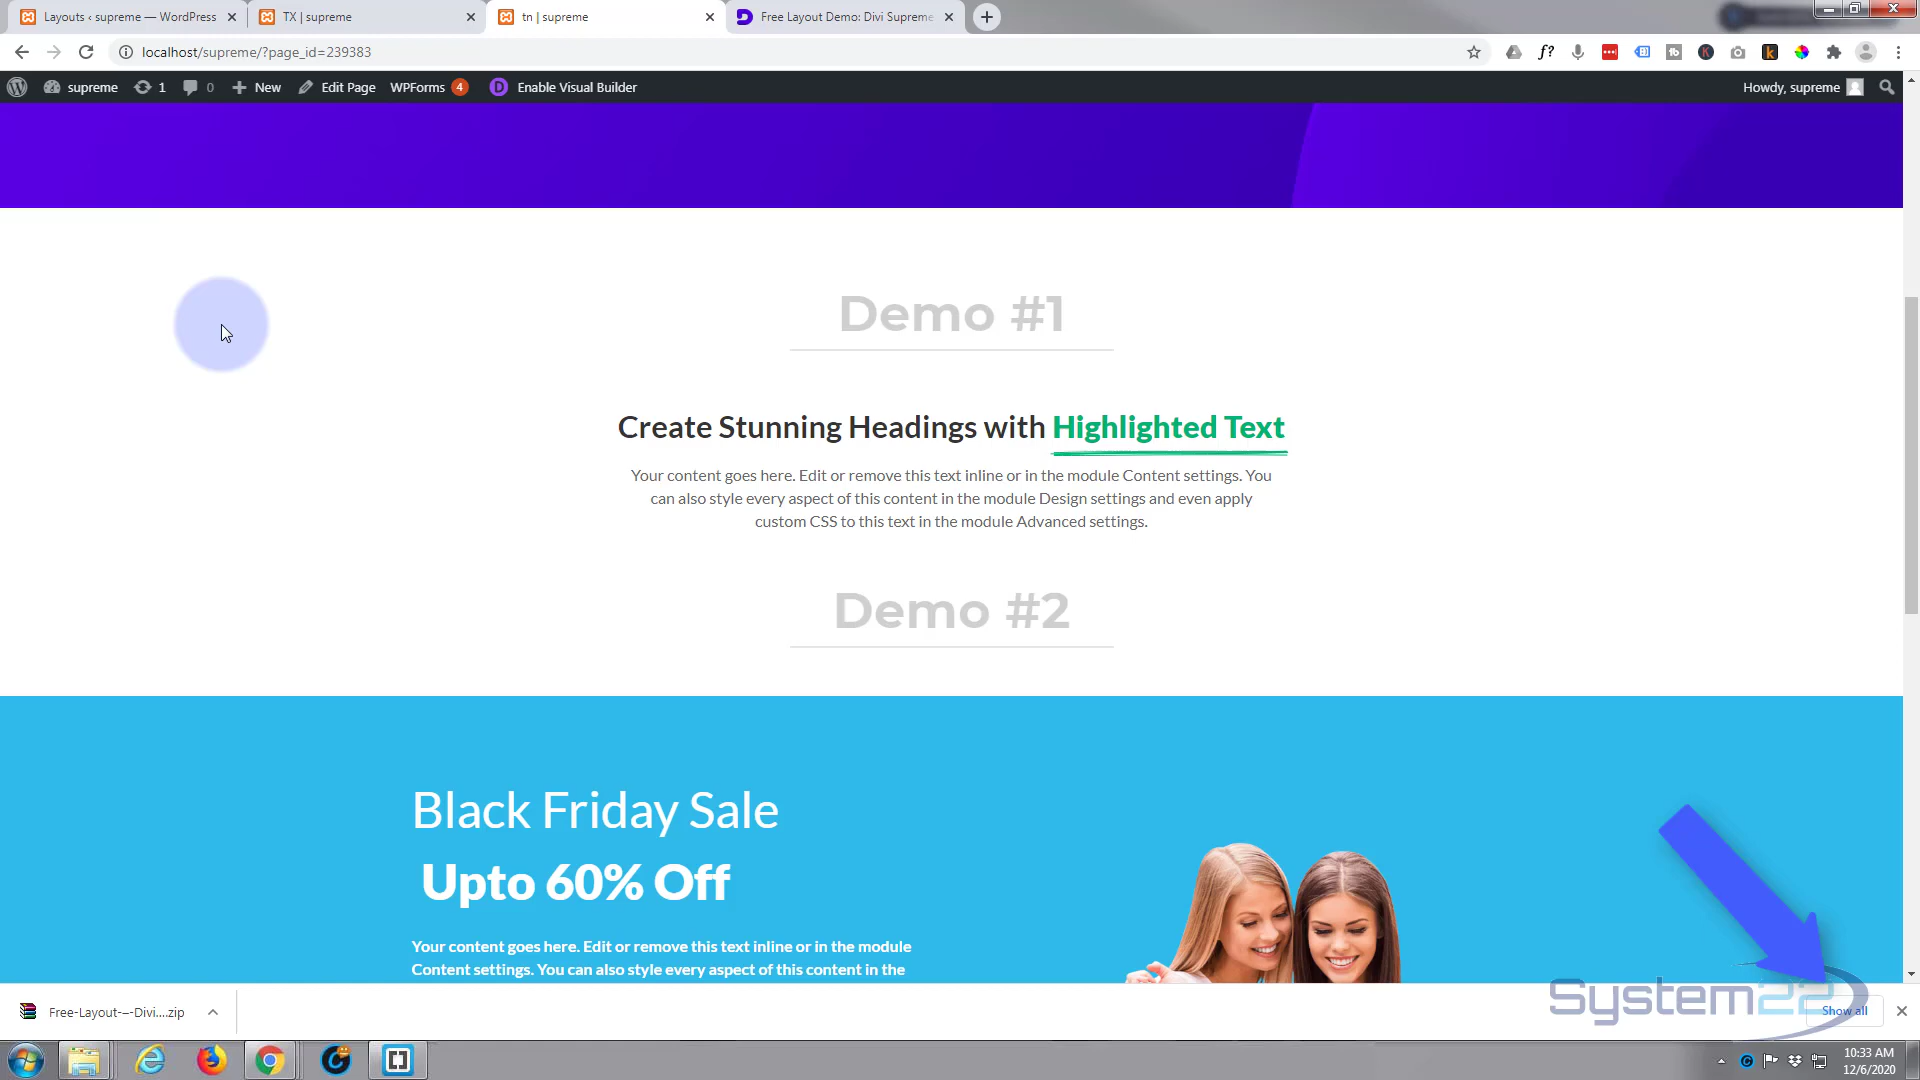 Layouts ‹ supreme — WordPress
TX | supreme
tn | supreme
Free Layout Demo: Divi Supreme
localhost/supreme/?page_id=239383
supreme
1
0
New
Edit Page
WPForms 4
Enable Visual Builder
Howdy, supreme
Demo #1
Create Stunning Headings with Highlighted Text
Your content goes here. Edit or remove this text inline or in the module Content settings. You
can also style every aspect of this content in the module Design settings and even apply
custom CSS to this text in the module Advanced settings.
Demo #2
Black Friday Sale
Upto 60% Off
Your content goes here. Edit or remove this text inline or in the module
Content settings. You can also style every aspect of this content in the
System22
Free-Layout-–-Divi....zip
Show all
10:33 AM
12/6/2020